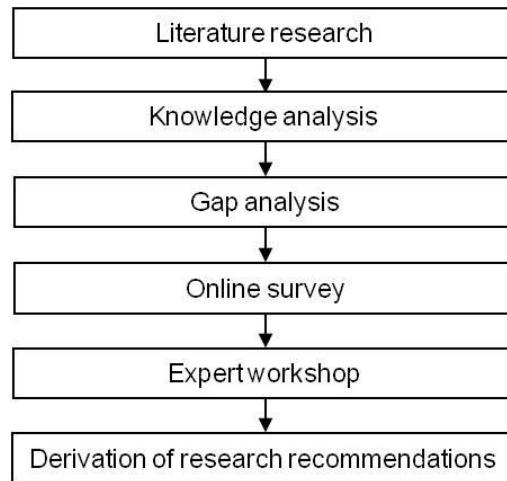 Literature research
Knowledge analysis
Gap analysis
Online survey
Expert workshop
Derivation of research recommendations